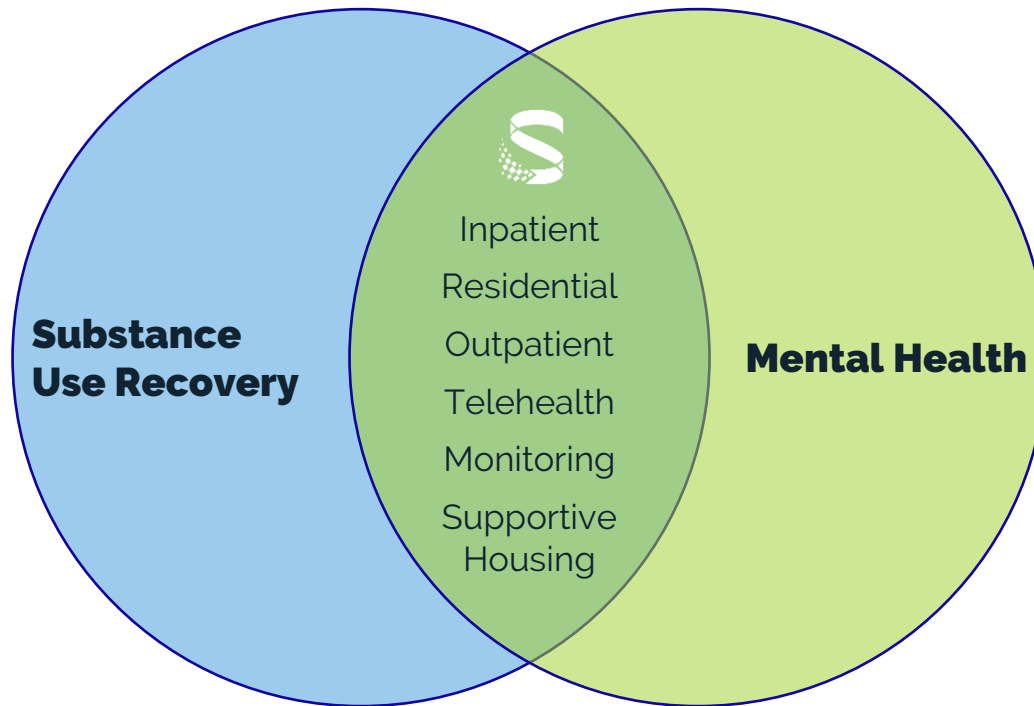 S
Inpatient
Residential
Substance
Use Recovery
Outpatient
Mental Health
Telehealth
Monitoring
Supportive
Housing